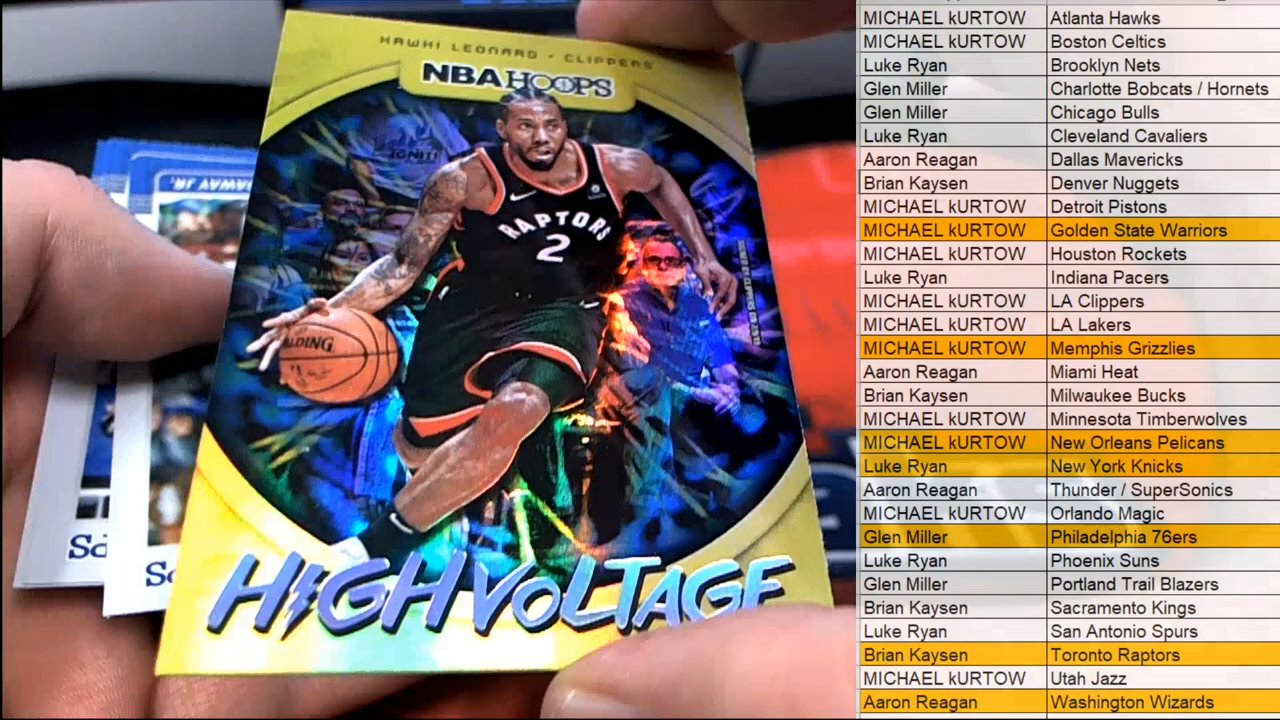 KAWHI LEONARD • CLIPPERS
NBA HOOPS
IGNITE
RAPTORS
2
HIGH VOLTAGE
MICHAEL kURTOW Atlanta Hawks
MICHAEL kURTOW Boston Celtics
Luke Ryan Brooklyn Nets
Glen Miller Charlotte Bobcats / Hornets
Glen Miller Chicago Bulls
Luke Ryan Cleveland Cavaliers
Aaron Reagan Dallas Mavericks
Brian Kaysen Denver Nuggets
MICHAEL kURTOW Detroit Pistons
MICHAEL kURTOW Golden State Warriors
MICHAEL kURTOW Houston Rockets
Luke Ryan Indiana Pacers
MICHAEL kURTOW LA Clippers
MICHAEL kURTOW LA Lakers
MICHAEL kURTOW Memphis Grizzlies
Aaron Reagan Miami Heat
Brian Kaysen Milwaukee Bucks
MICHAEL kURTOW Minnesota Timberwolves
MICHAEL kURTOW New Orleans Pelicans
Luke Ryan New York Knicks
Aaron Reagan Thunder / SuperSonics
MICHAEL kURTOW Orlando Magic
Glen Miller Philadelphia 76ers
Luke Ryan Phoenix Suns
Glen Miller Portland Trail Blazers
Brian Kaysen Sacramento Kings
Luke Ryan San Antonio Spurs
Brian Kaysen Toronto Raptors
MICHAEL kURTOW Utah Jazz
Aaron Reagan Washington Wizards